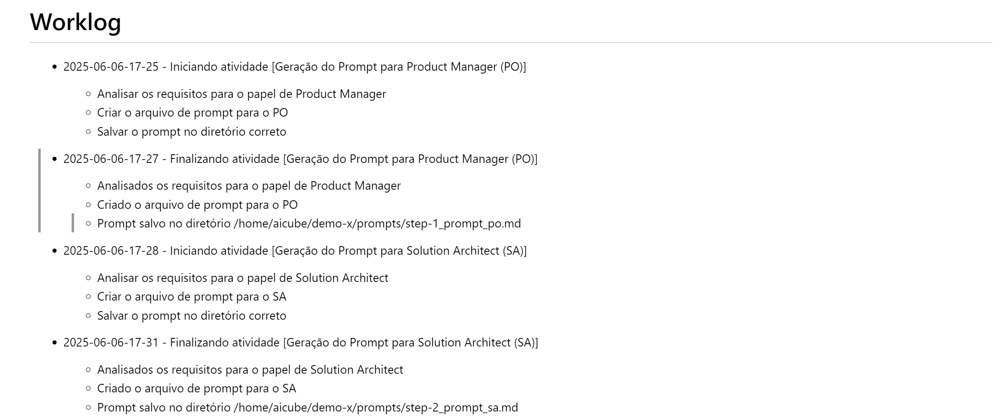 Worklog
2025-06-06-17-25 - Iniciando atividade [Geração do Prompt para Product Manager (PO)]
Analisar os requisitos para o papel de Product Manager
Criar o arquivo de prompt para o PO
Salvar o prompt no diretório correto
2025-06-06-17-27 - Finalizando atividade [Geração do Prompt para Product Manager (PO)]
Analisados os requisitos para o papel de Product Manager
Criado o arquivo de prompt para o PO
Prompt salvo no diretório /home/aicube/demo-x/prompts/step-1_prompt_po.md
2025-06-06-17-28 - Iniciando atividade [Geração do Prompt para Solution Architect (SA)]
Analisar os requisitos para o papel de Solution Architect
Criar o arquivo de prompt para o SA
Salvar o prompt no diretório correto
2025-06-06-17-31 - Finalizando atividade [Geração do Prompt para Solution Architect (SA)]
Analisados os requisitos para o papel de Solution Architect
Criado o arquivo de prompt para o SA
Prompt salvo no diretório /home/aicube/demo-x/prompts/step-2_prompt_sa.md